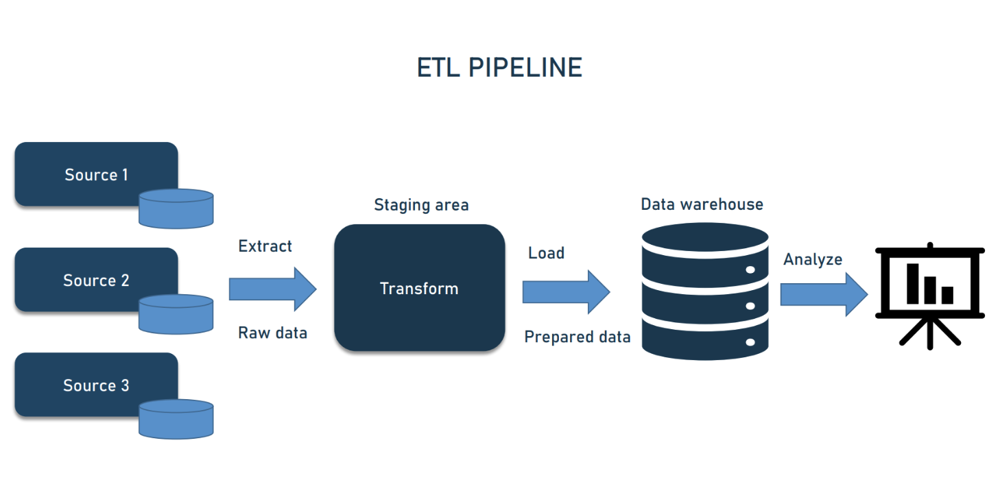 ETL PIPELINE
Source 1
Source 2
Source 3
Extract
Raw data
Staging area
Transform
Load
Prepared data
Data warehouse
Analyze